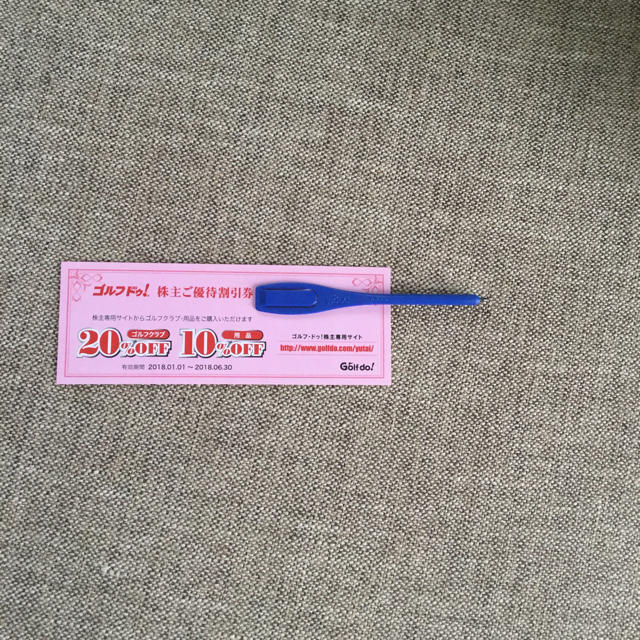 ゴルフドゥ! 株主ご優待割引券
株主専用サイトからゴルフクラブ・用品をご購入いただけます
ゴルフクラブ
20%OFF
用品
10%OFF
ゴルフ・ドゥ!株主専用サイト
http://www.golfdo.com/yutai/
有効期間 2018.01.01〜2018.06.30
Golf do!